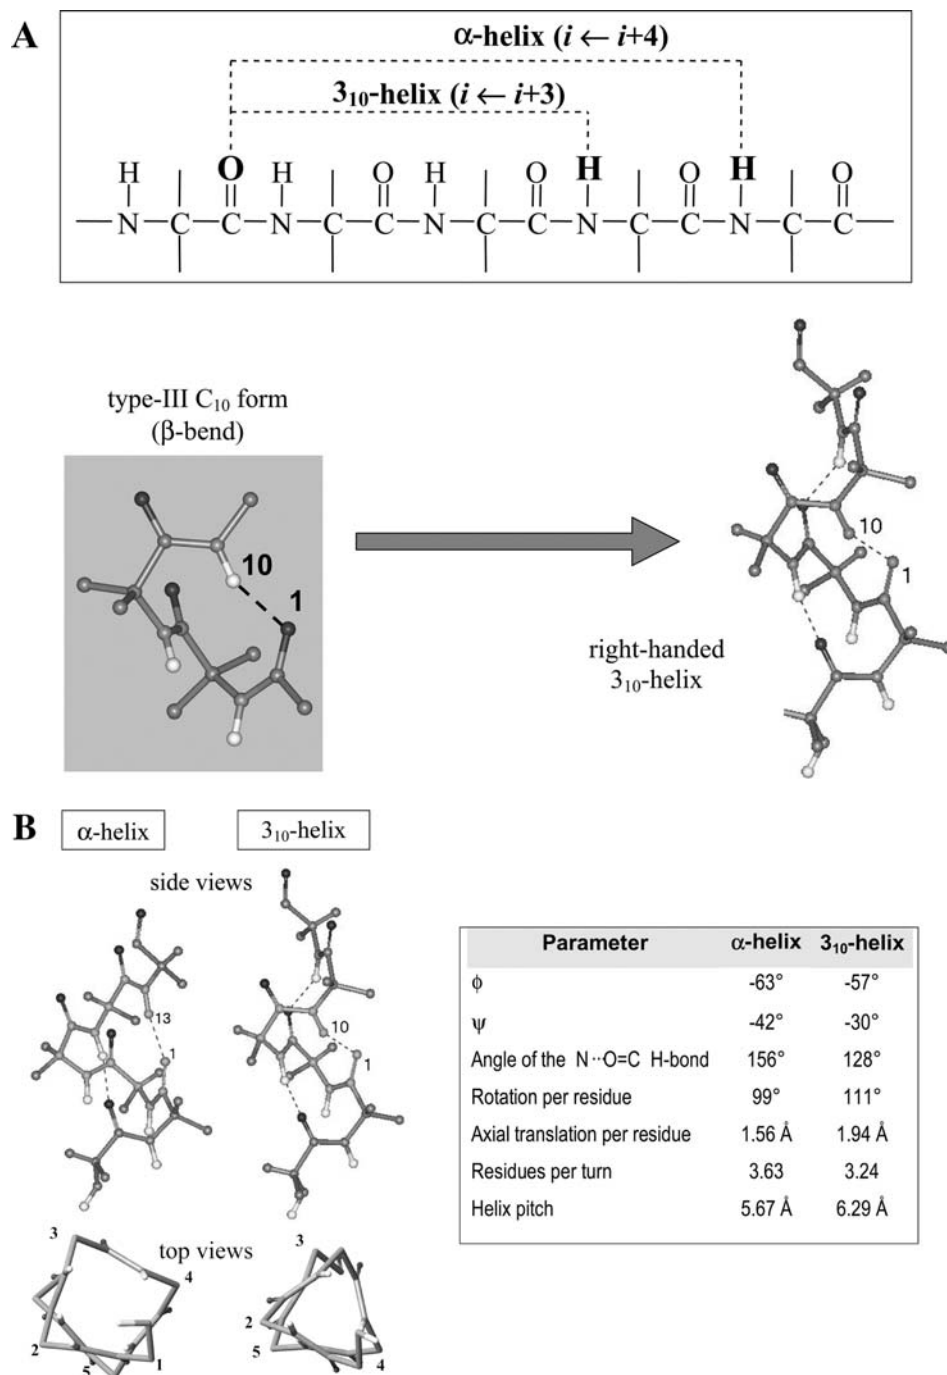 A
α-helix (i ← i+4)
3₁₀-helix (i ← i+3)
H O H O H O H O H O
N C C N C C N C C N C C N C C
type-III C₁₀ form
(β-bend)
10
1
10
1
right-handed
3₁₀-helix
B
α-helix 3₁₀-helix
side views
13
1
10
1
top views
3
4
2
5
1
3
2
5
4
Parameter α-helix 3₁₀-helix
ϕ -63° -57°
ψ -42° -30°
Angle of the N··O=C H-bond 156° 128°
Rotation per residue 99° 111°
Axial translation per residue 1.56 Å 1.94 Å
Residues per turn 3.63 3.24
Helix pitch 5.67 Å 6.29 Å